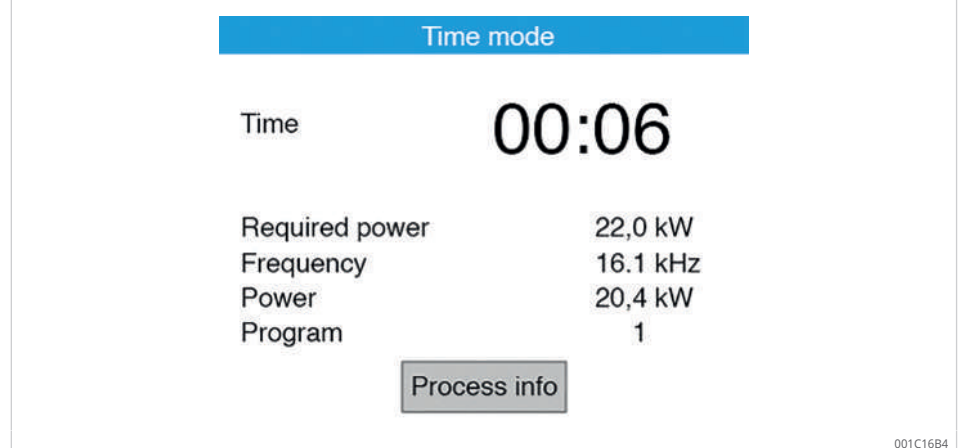 Time mode
Time 00:06
Required power 22,0 kW
Frequency 16.1 kHz
Power 20,4 kW
Program 1
Process info
001C16B4